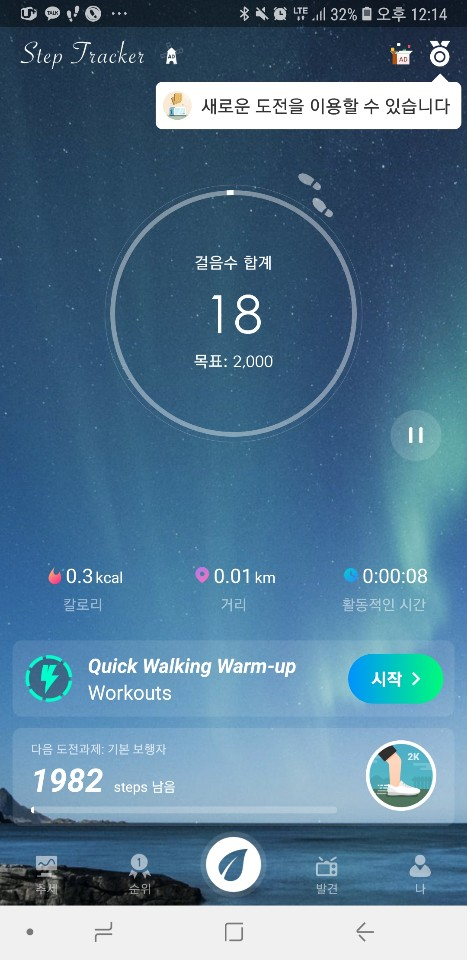 TALK
LTE
32%
오후 12:14
Step Tracker
AD
AD
새로운 도전을 이용할 수 있습니다
걸음수 합계
18
목표: 2,000
0.3 kcal
0.01 km
0:00:08
칼로리
거리
활동적인 시간
Quick Walking Warm-up
Workouts
시작
다음 도전과제: 기본 보행자
1982 steps 남음
2K
1
추세
순위
발견
나